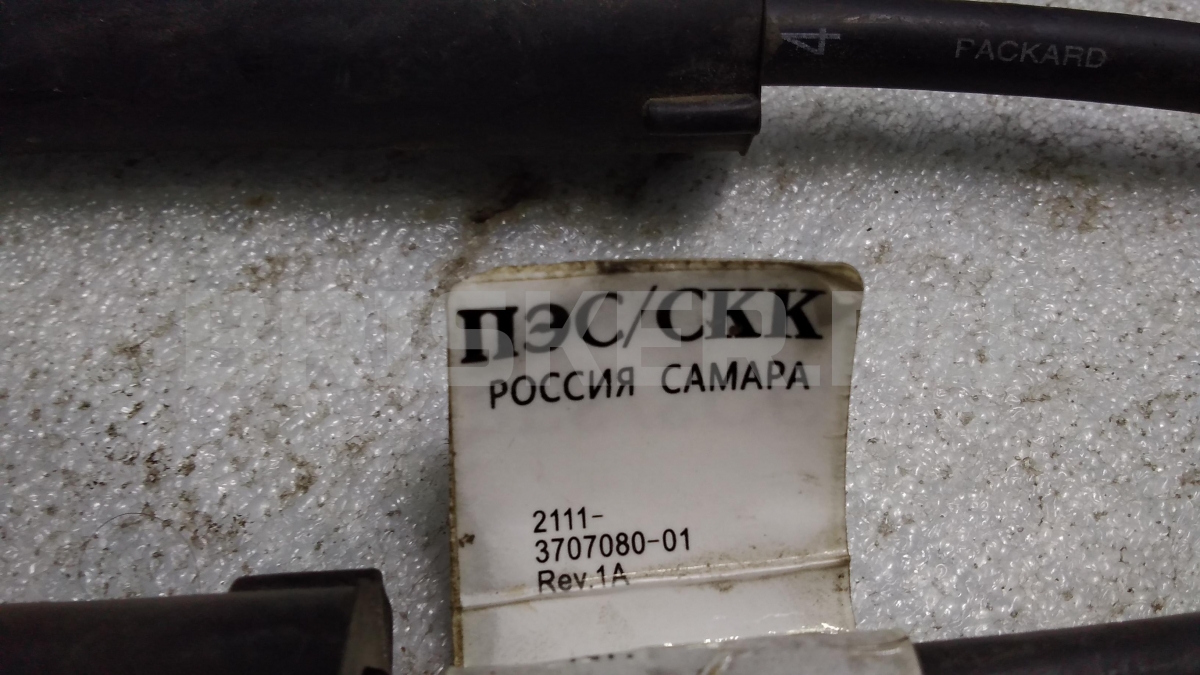 4 PACKARD
ПЭС/СКК
РОССИЯ САМАРА
2111-
3707080-01
Rev.1A